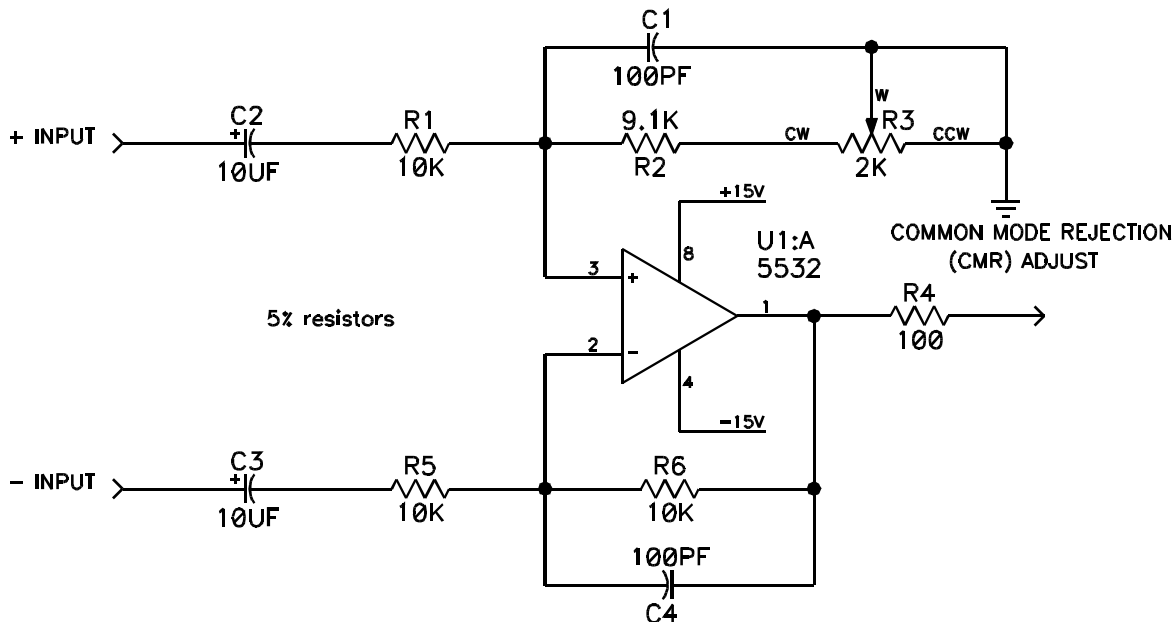 C1
100PF
C2
+
10UF
+ INPUT
R1
10K
9.1K
R2
CW
W
R3
CCW
2K
+15V
COMMON MODE REJECTION
(CMR) ADJUST
U1:A
5532
8
3
+
5% resistors
1
R4
100
2
-
4
-15V
C3
+
10UF
- INPUT
R5
10K
R6
10K
100PF
C4